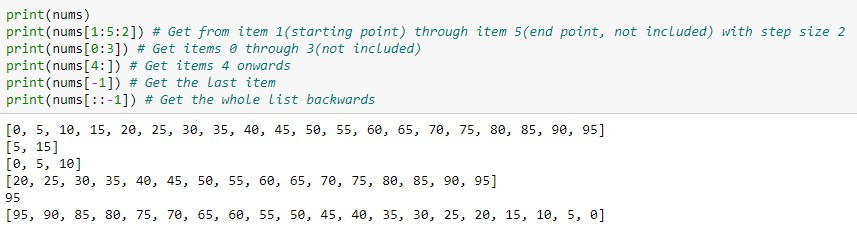 print(nums)
print(nums[1:5:2]) # Get from item 1(starting point) through item 5(end point, not included) with step size 2
print(nums[0:3]) # Get items 0 through 3(not included)
print(nums[4:]) # Get items 4 onwards
print(nums[-1]) # Get the last item
print(nums[::-1]) # Get the whole list backwards
[0, 5, 10, 15, 20, 25, 30, 35, 40, 45, 50, 55, 60, 65, 70, 75, 80, 85, 90, 95]
[5, 15]
[0, 5, 10]
[20, 25, 30, 35, 40, 45, 50, 55, 60, 65, 70, 75, 80, 85, 90, 95]
95
[95, 90, 85, 80, 75, 70, 65, 60, 55, 50, 45, 40, 35, 30, 25, 20, 15, 10, 5, 0]